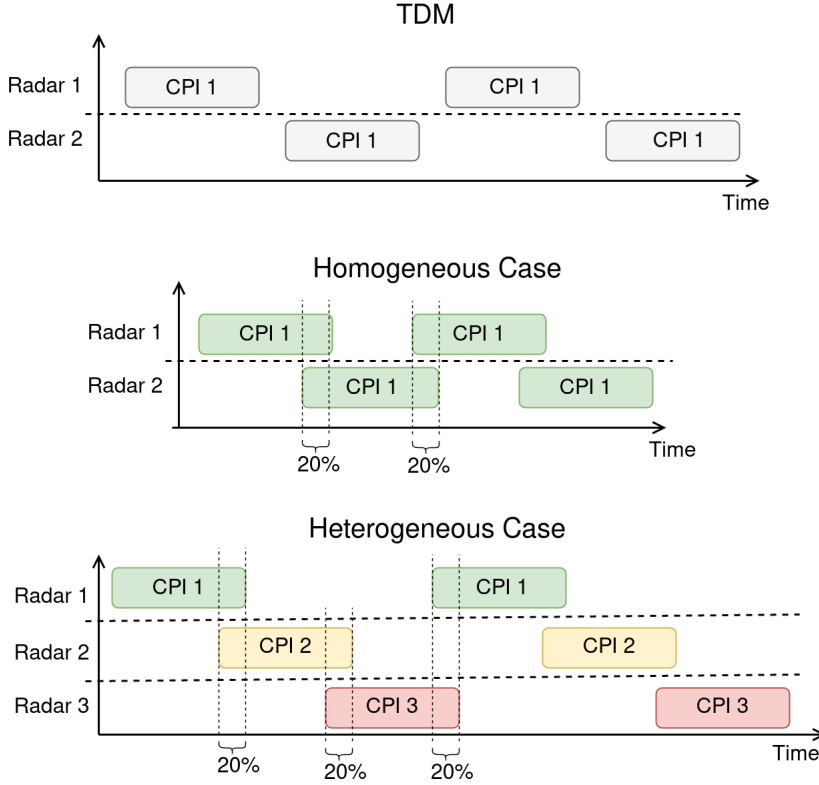 TDM
Radar 1
CPI 1
CPI 1
Radar 2
CPI 1
CPI 1
Time
Homogeneous Case
Radar 1
CPI 1
CPI 1
Radar 2
CPI 1
CPI 1
Time
20%
20%
Heterogeneous Case
Radar 1
CPI 1
CPI 1
Radar 2
CPI 2
CPI 2
Radar 3
CPI 3
CPI 3
Time
20%
20%
20%